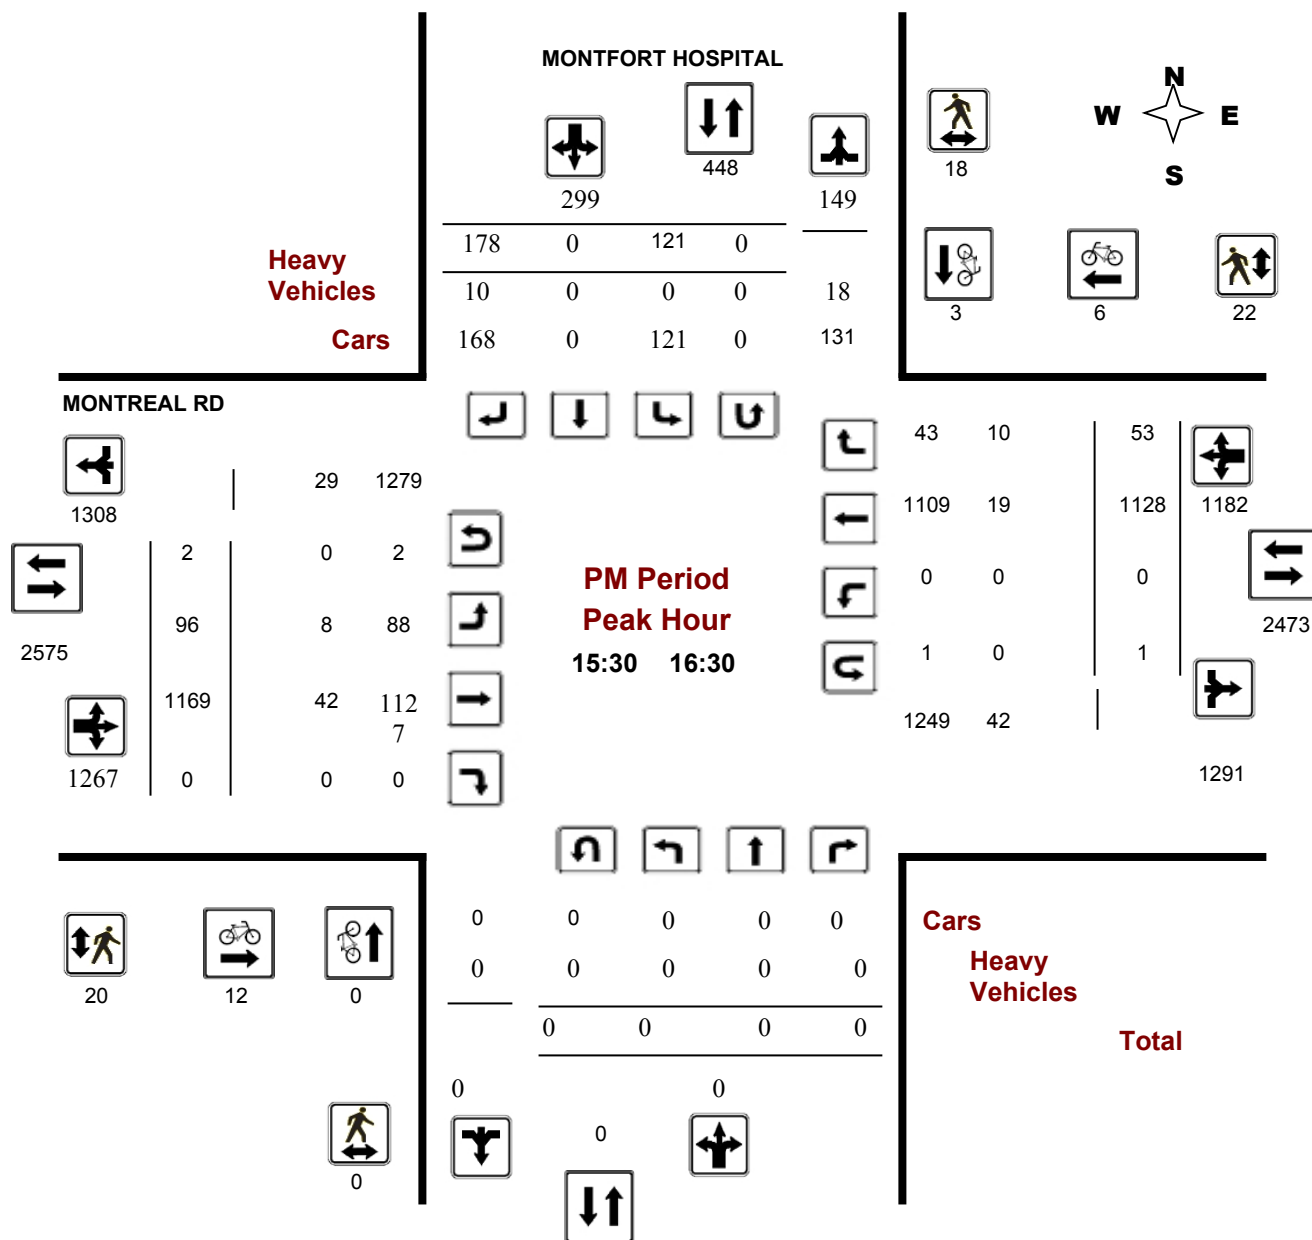 MONTFORT HOSPITAL
N
W E
S
448
18
299
149
178 0 121 0
Heavy
Vehicles
10 0 0 0 18
3 6 22
Cars
168 0 121 0 131
MONTREAL RD
43 10 53
29 1279
1308
1109 19 1128 1182
2 0 2
PM Period
0 0 0
Peak Hour
96 8 88
2473
2575
15:30 16:30
1 0 1
1169 42 112
7
1249 42
1267 0 0 0
1291
0 0 0 0 0
Cars
0 0 0 0 0
Heavy
Vehicles
20 12 0
0 0 0 0
Total
0 0
0
0